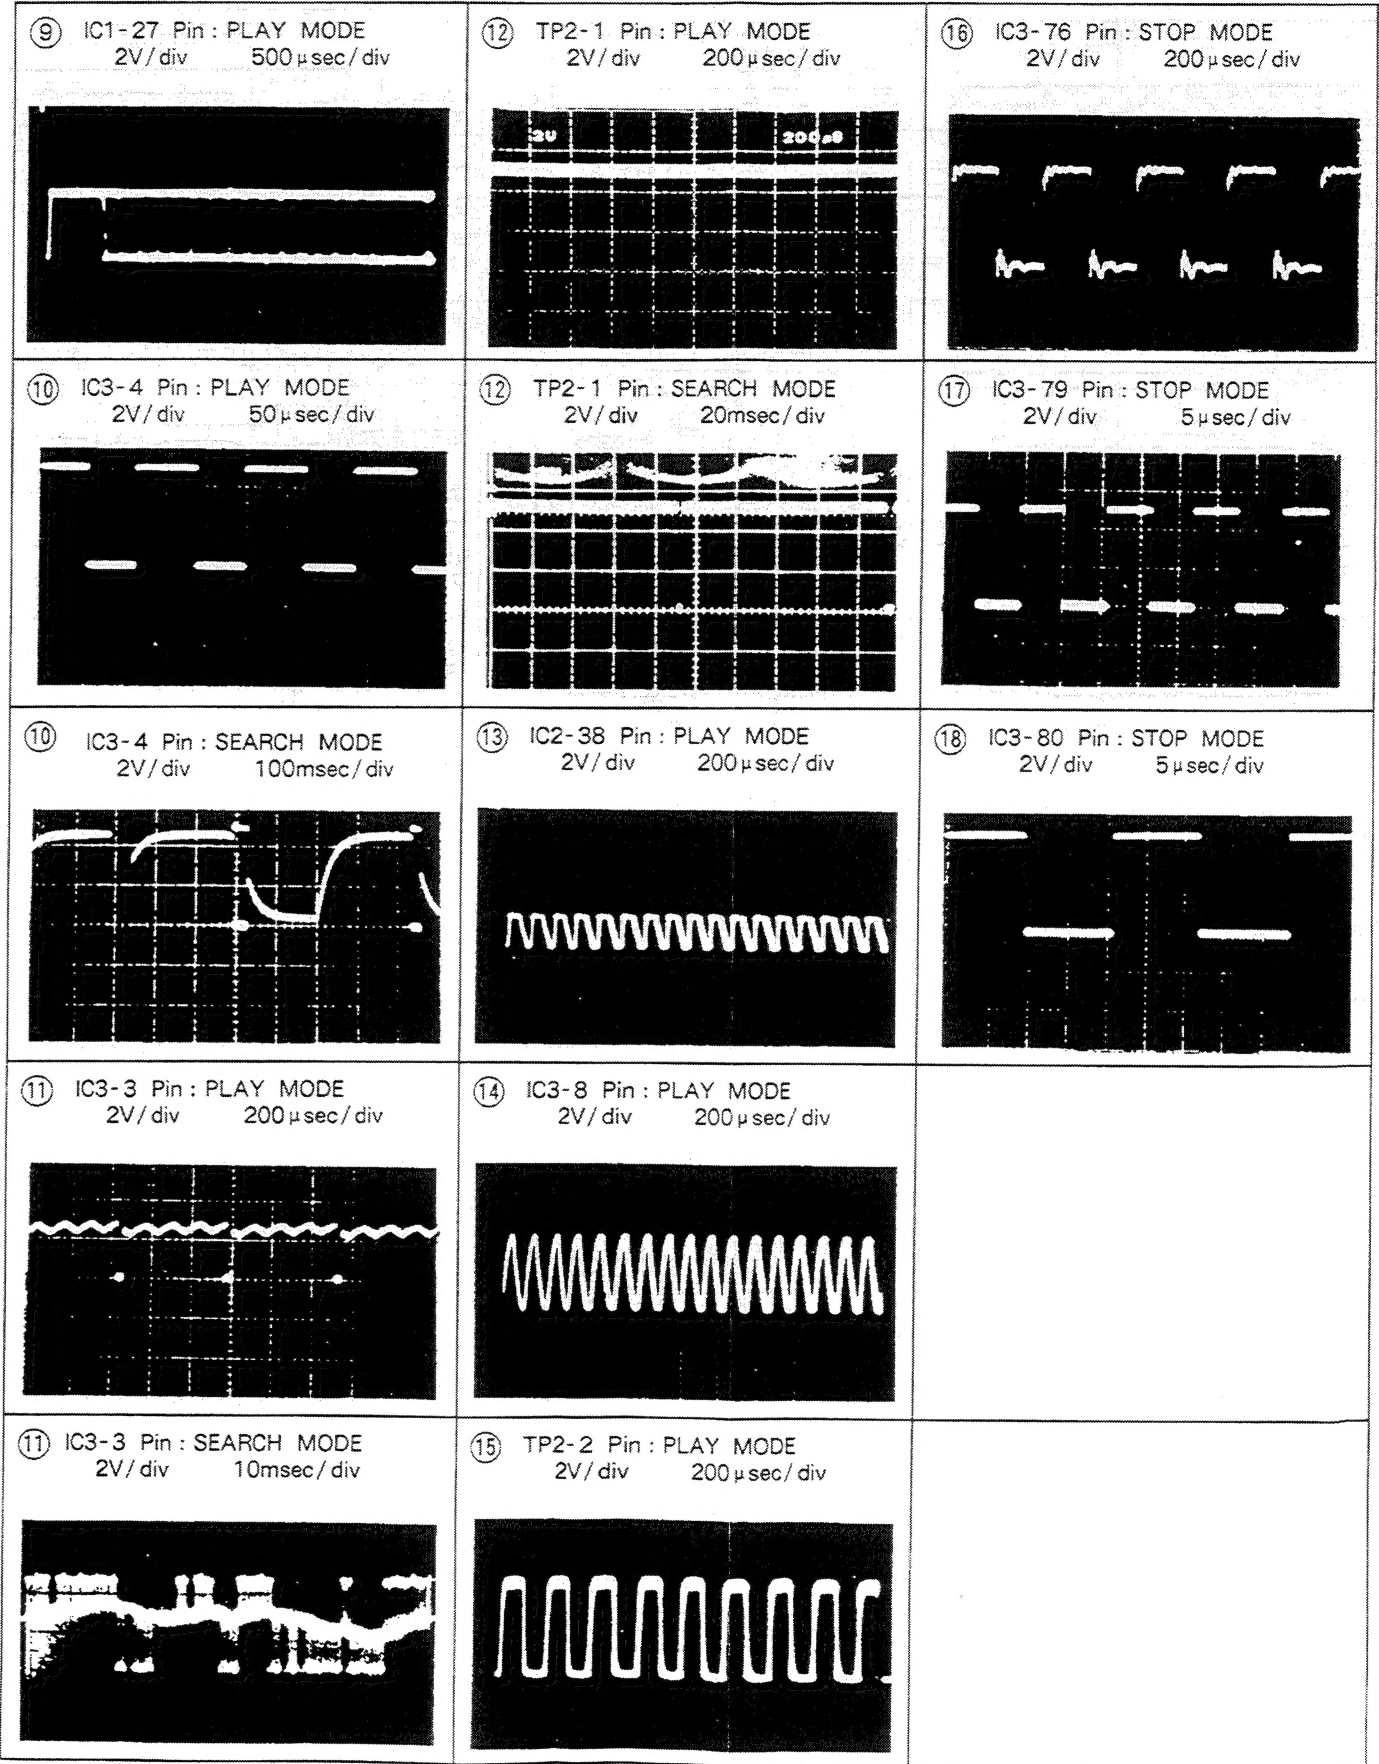 ⑨ IC1-27 Pin : PLAY MODE
2V/div 500μsec/div
⑩ IC3-4 Pin : PLAY MODE
2V/div 50μsec/div
⑩ IC3-4 Pin : SEARCH MODE
2V/div 100msec/div
⑪ IC3-3 Pin : PLAY MODE
2V/div 200μsec/div
⑪ IC3-3 Pin : SEARCH MODE
2V/div 10msec/div
⑫ TP2-1 Pin : PLAY MODE
2V/div 200μsec/div
2V 200μS
⑫ TP2-1 Pin : SEARCH MODE
2V/div 20msec/div
⑬ IC2-38 Pin : PLAY MODE
2V/div 200μsec/div
⑭ IC3-8 Pin : PLAY MODE
2V/div 200μsec/div
⑮ TP2-2 Pin : PLAY MODE
2V/div 200μsec/div
⑯ IC3-76 Pin : STOP MODE
2V/div 200μsec/div
⑰ IC3-79 Pin : STOP MODE
2V/div 5μsec/div
⑱ IC3-80 Pin : STOP MODE
2V/div 5μsec/div